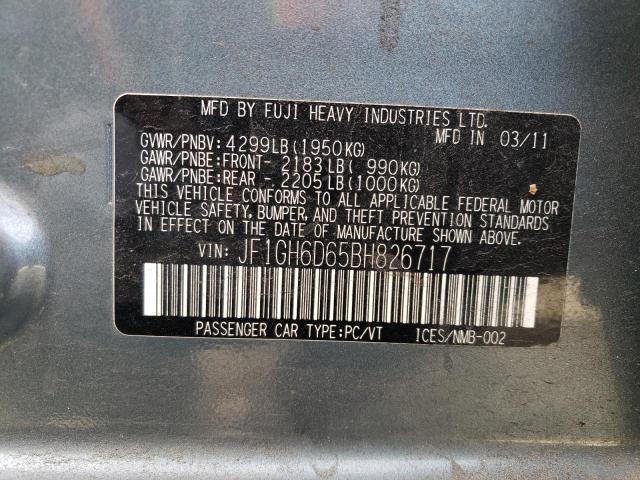 MFD BY FUJI HEAVY INDUSTRIES LTD.
MFD IN 03/11
GVWR/PNBV: 4299LB(1950KG)
GAWR/PNBE:FRONT- 2183LB( 990KG)
GAWR/PNBE:REAR - 2205LB(1000KG)
THIS VEHICLE CONFORMS TO ALL APPLICABLE FEDERAL MOTOR
VEHICLE SAFETY, BUMPER, AND THEFT PREVENTION STANDARDS
IN EFFECT ON THE DATE OF MANUFACTURE SHOWN ABOVE.
VIN: JF1GH6D65BH826717
PASSENGER CAR TYPE:PC/VT ICES/NMB-002